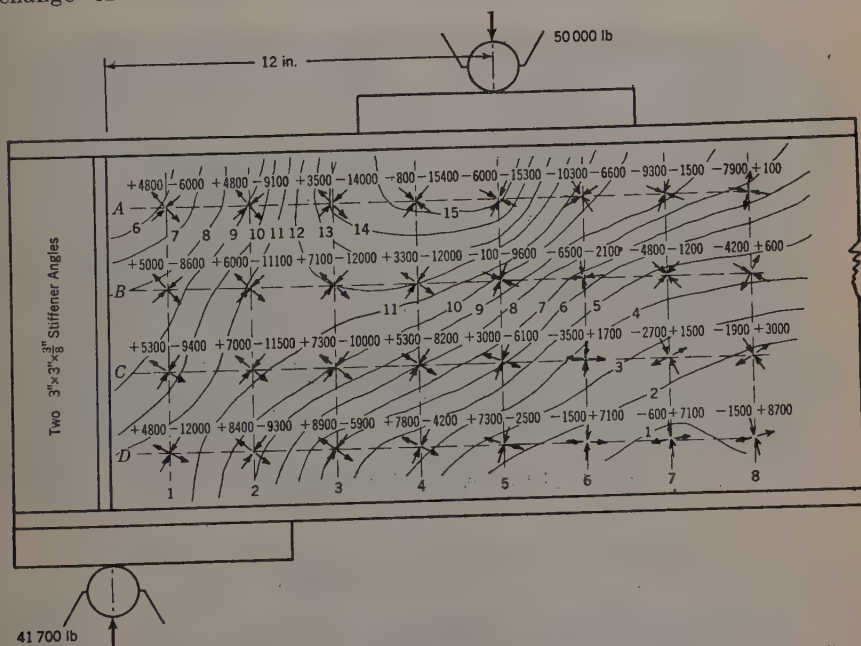 change
50 000 lb
12 in.
+4800 −6000 +4800 −9100 +3500 −14000 −800 −15400 −6000 −15300 −10300 −6600 −9300 −1500 −7900 +100
A
6 7 8 9 10 11 12 13 14 15
+5000 −8600 +6000 −11100 +7100 −12000 +3300 −12000 −100 −9600 −6500 −2100 −4800 −1200 −4200 +600
B
11 10 9 8 7 6 5 4
+5300 −9400 +7000 −11500 +7300 −10000 +5300 −8200 +3000 −6100 −3500 +1700 −2700 +1500 −1900 +3000
C
3
2
+4800 −12000 +8400 −9300 +8900 −5900 +7800 −4200 +7300 −2500 −1500 +7100 −600 +7100 −1500 +8700
D
1
1 2 3 4 5 6 7 8
Two 3"×3"×3/8" Stiffener Angles
41 700 lb